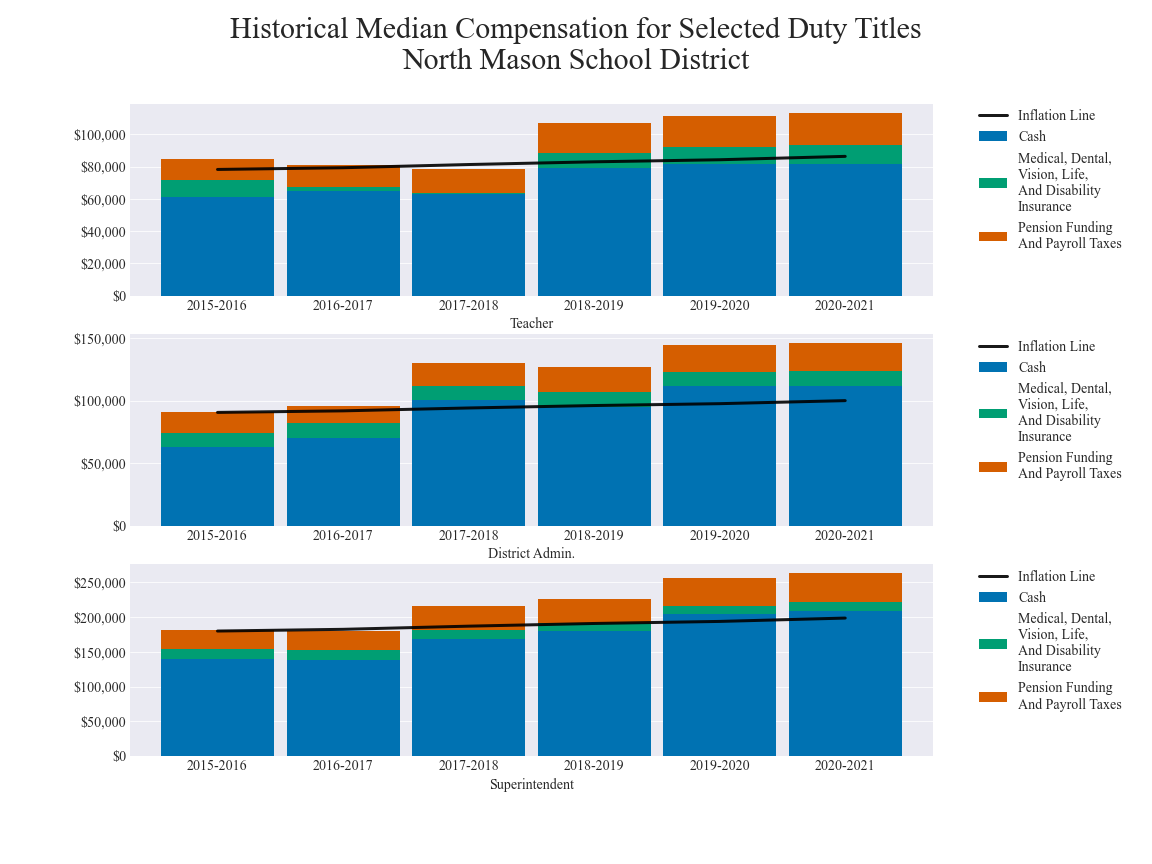 Historical Median Compensation for Selected Duty Titles
North Mason School District
$100,000
$80,000
$60,000
$40,000
$20,000
$0
2015-2016
2016-2017
2017-2018
2018-2019
2019-2020
2020-2021
Teacher
Inflation Line
Cash
Medical, Dental,
Vision, Life,
And Disability
Insurance
Pension Funding
And Payroll Taxes
$150,000
$100,000
$50,000
$0
2015-2016
2016-2017
2017-2018
2018-2019
2019-2020
2020-2021
District Admin.
Inflation Line
Cash
Medical, Dental,
Vision, Life,
And Disability
Insurance
Pension Funding
And Payroll Taxes
$250,000
$200,000
$150,000
$100,000
$50,000
$0
2015-2016
2016-2017
2017-2018
2018-2019
2019-2020
2020-2021
Superintendent
Inflation Line
Cash
Medical, Dental,
Vision, Life,
And Disability
Insurance
Pension Funding
And Payroll Taxes